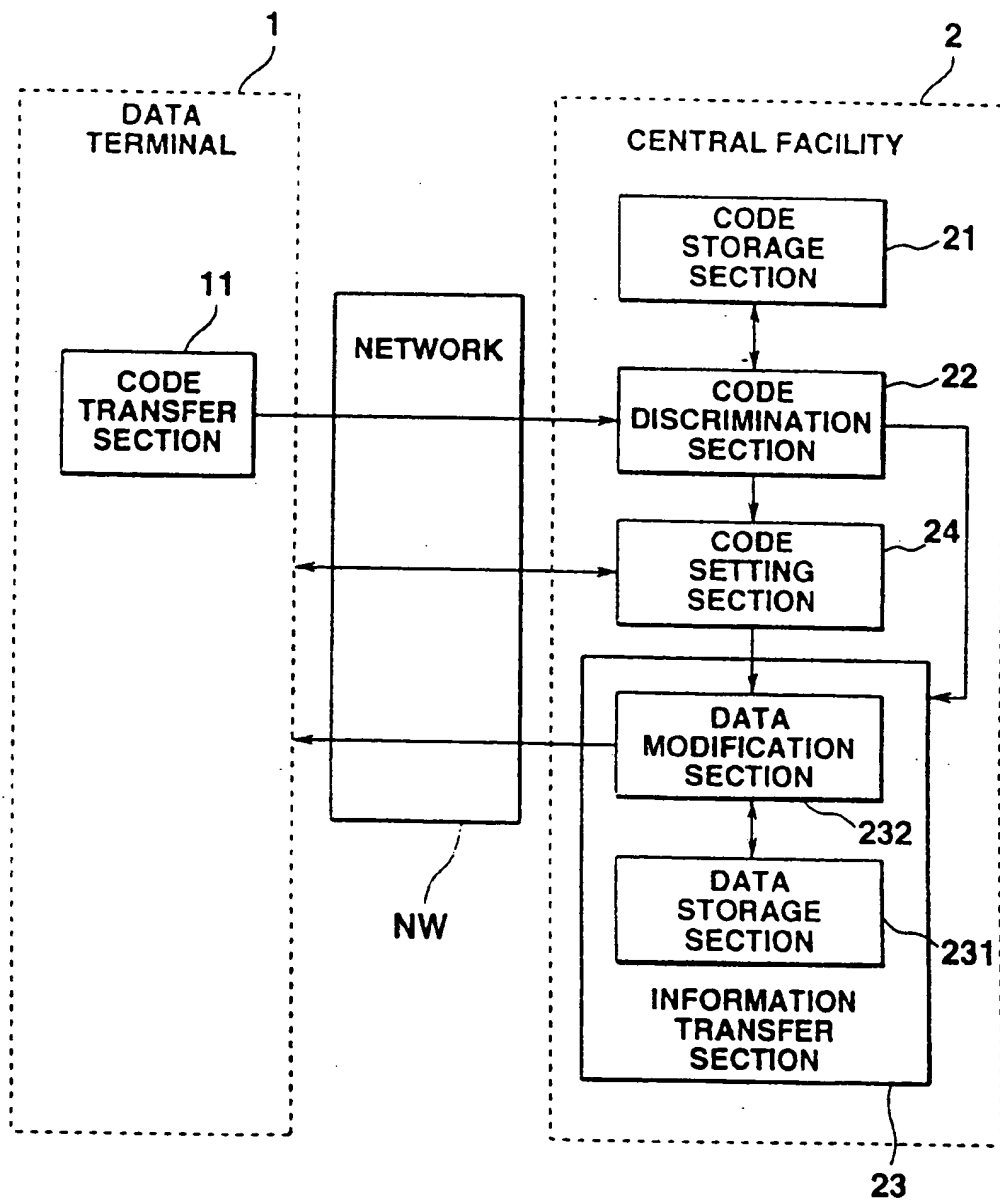 1
2
DATA
TERMINAL
CENTRAL FACILITY
CODE
STORAGE
SECTION
21
11
NETWORK
CODE
TRANSFER
SECTION
CODE
DISCRIMINATION
SECTION
22
CODE
SETTING
SECTION
24
DATA
MODIFICATION
SECTION
232
DATA
STORAGE
SECTION
231
NW
INFORMATION
TRANSFER
SECTION
23